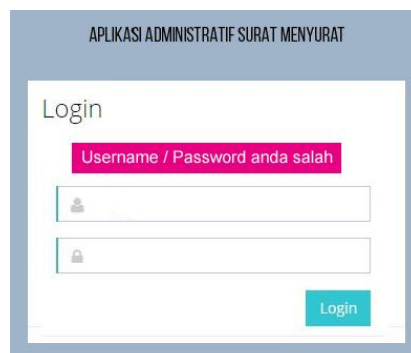 APLIKASI ADMINISTRATIF SURAT MENYURAT
Login
Username / Password anda salah
Login